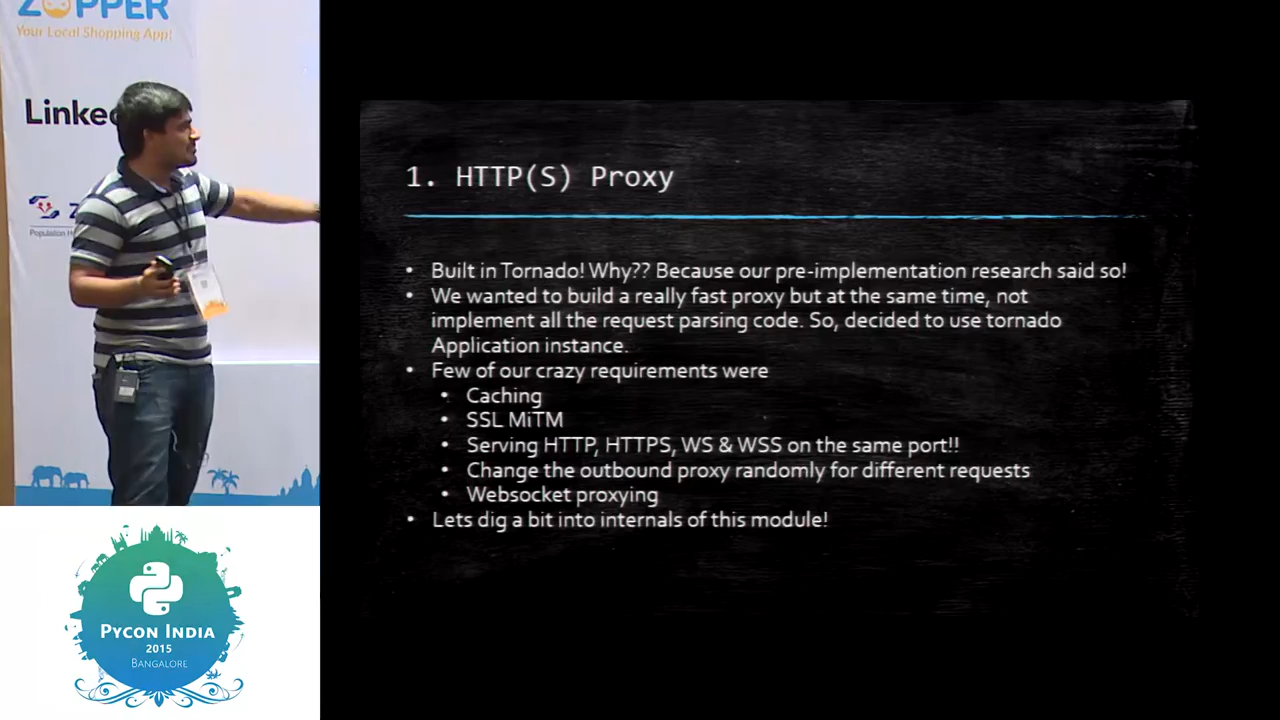 ZOPPER
Your Local Shopping App!
Linke
Population
1. HTTP(S) Proxy
• Built in Tornado! Why?? Because our pre-implementation research said so!
• We wanted to build a really fast proxy but at the same time, not
implement all the request parsing code. So, decided to use tornado
Application instance.
• Few of our crazy requirements were
• Caching
• SSL MiTM
• Serving HTTP, HTTPS, WS & WSS on the same port!!
• Change the outbound proxy randomly for different requests
• Websocket proxying
• Lets dig a bit into internals of this module!
PYCON INDIA
2015
BANGALORE